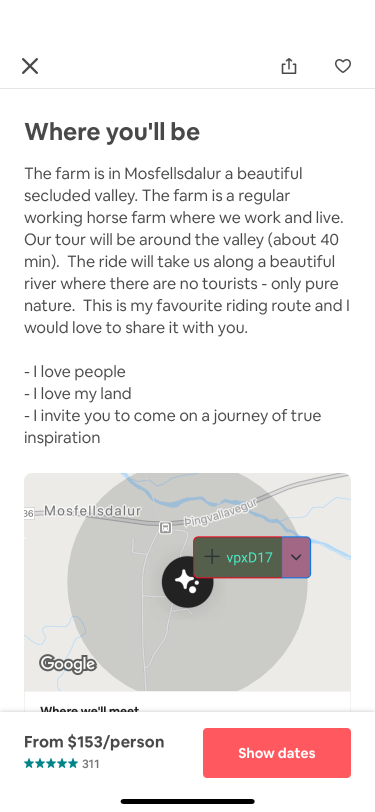 Where you'll be
The farm is in Mosfellsdalur a beautiful
secluded valley. The farm is a regular
working horse farm where we work and live.
Our tour will be around the valley (about 40
min).  The ride will take us along a beautiful
river where there are no tourists - only pure
nature.  This is my favourite riding route and I
would love to share it with you.
- I love people
- I love my land
- I invite you to come on a journey of true
inspiration
36
Mosfellsdalur
Þingvallavegur
vpxD17
Google
Where we'll meet
From $153/person
311
Show dates